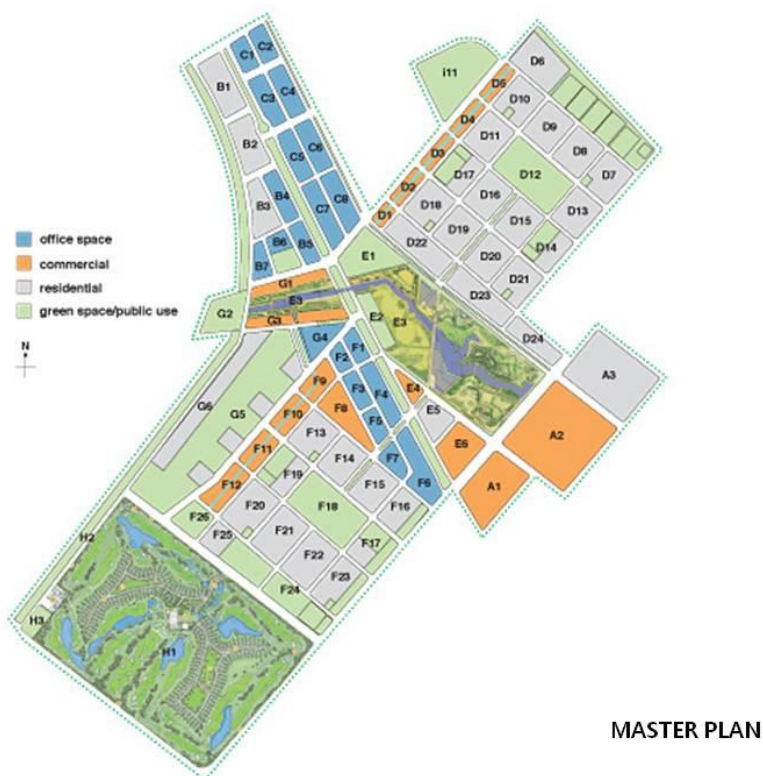 C1 C2
B1
C3 C4
B2
C5 C6
B3 B4
C7 C8
B6 B5
B7
i11
D6
D5
D10
D4
D9
D11
D3
D8
D17
D12
D7
D2
D16
D18
D13
D1
D15
D19
D14
D22
D20
D21
D23
D24
office space
commercial
residential
green space/public use
N
E1
G1
E3
G2
G3
E2
E3
G4
F1
F2
F9
F3
F4
E4
F8
E5
G6
G5
F10
F5
F13
E6
F11
F14
F7
F12
F19
F15
F6
F20
F18
F16
F26
F25
F21
F17
F22
F23
F24
A3
A2
A1
H2
H3
H1
MASTER PLAN